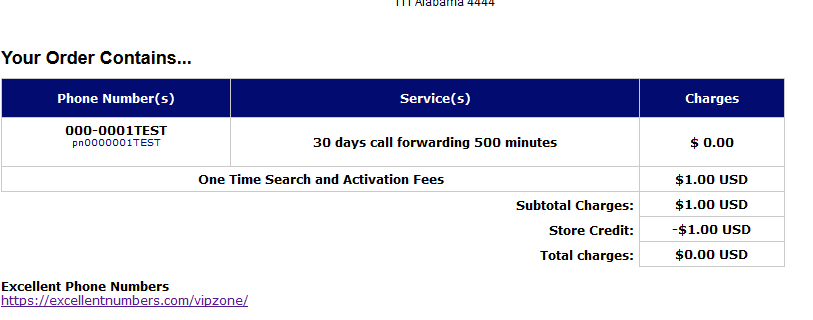 111 Alabama 4444
Your Order Contains...
Phone Number(s) Service(s) Charges
000-0001TEST
pn0000001TEST
30 days call forwarding 500 minutes $ 0.00
One Time Search and Activation Fees $1.00 USD
Subtotal Charges: $1.00 USD
Store Credit: -$1.00 USD
Total charges: $0.00 USD
Excellent Phone Numbers
https://excellentnumbers.com/vipzone/